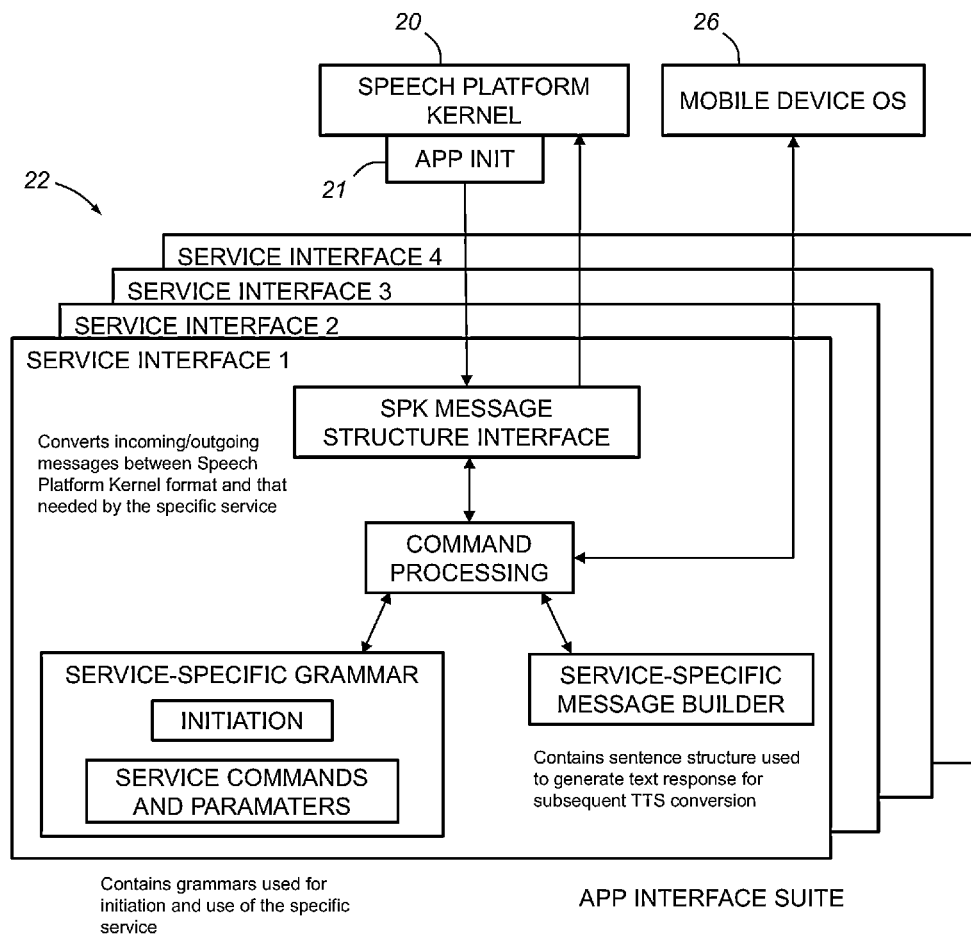 20
26
SPEECH PLATFORM
KERNEL
MOBILE DEVICE OS
APP INIT
21
22
SERVICE INTERFACE 4
SERVICE INTERFACE 3
SERVICE INTERFACE 2
SERVICE INTERFACE 1
SPK MESSAGE
STRUCTURE INTERFACE
Converts incoming/outgoing
messages between Speech
Platform Kernel format and that
needed by the specific service
COMMAND
PROCESSING
SERVICE-SPECIFIC GRAMMAR
INITIATION
SERVICE COMMANDS
AND PARAMATERS
SERVICE-SPECIFIC
MESSAGE BUILDER
Contains sentence structure used
to generate text response for
subsequent TTS conversion
Contains grammars used for
initiation and use of the specific
service
APP INTERFACE SUITE